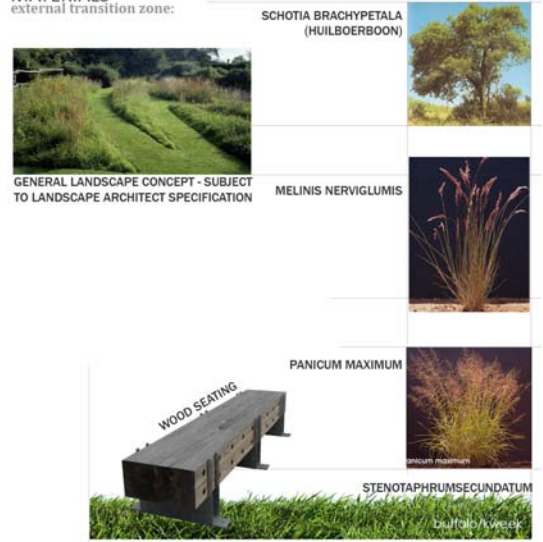 MATERIALS
external transition zone:
SCHOTIA BRACHYPETALA
(HUILBOERBOON)
GENERAL LANDSCAPE CONCEPT - SUBJECT
TO LANDSCAPE ARCHITECT SPECIFICATION
MELINIS NERVIGLUMIS
PANICUM MAXIMUM
anicum maximum
WOOD SEATING
STENOTAPHRUMSECUNDATUM
buffalo/kweek